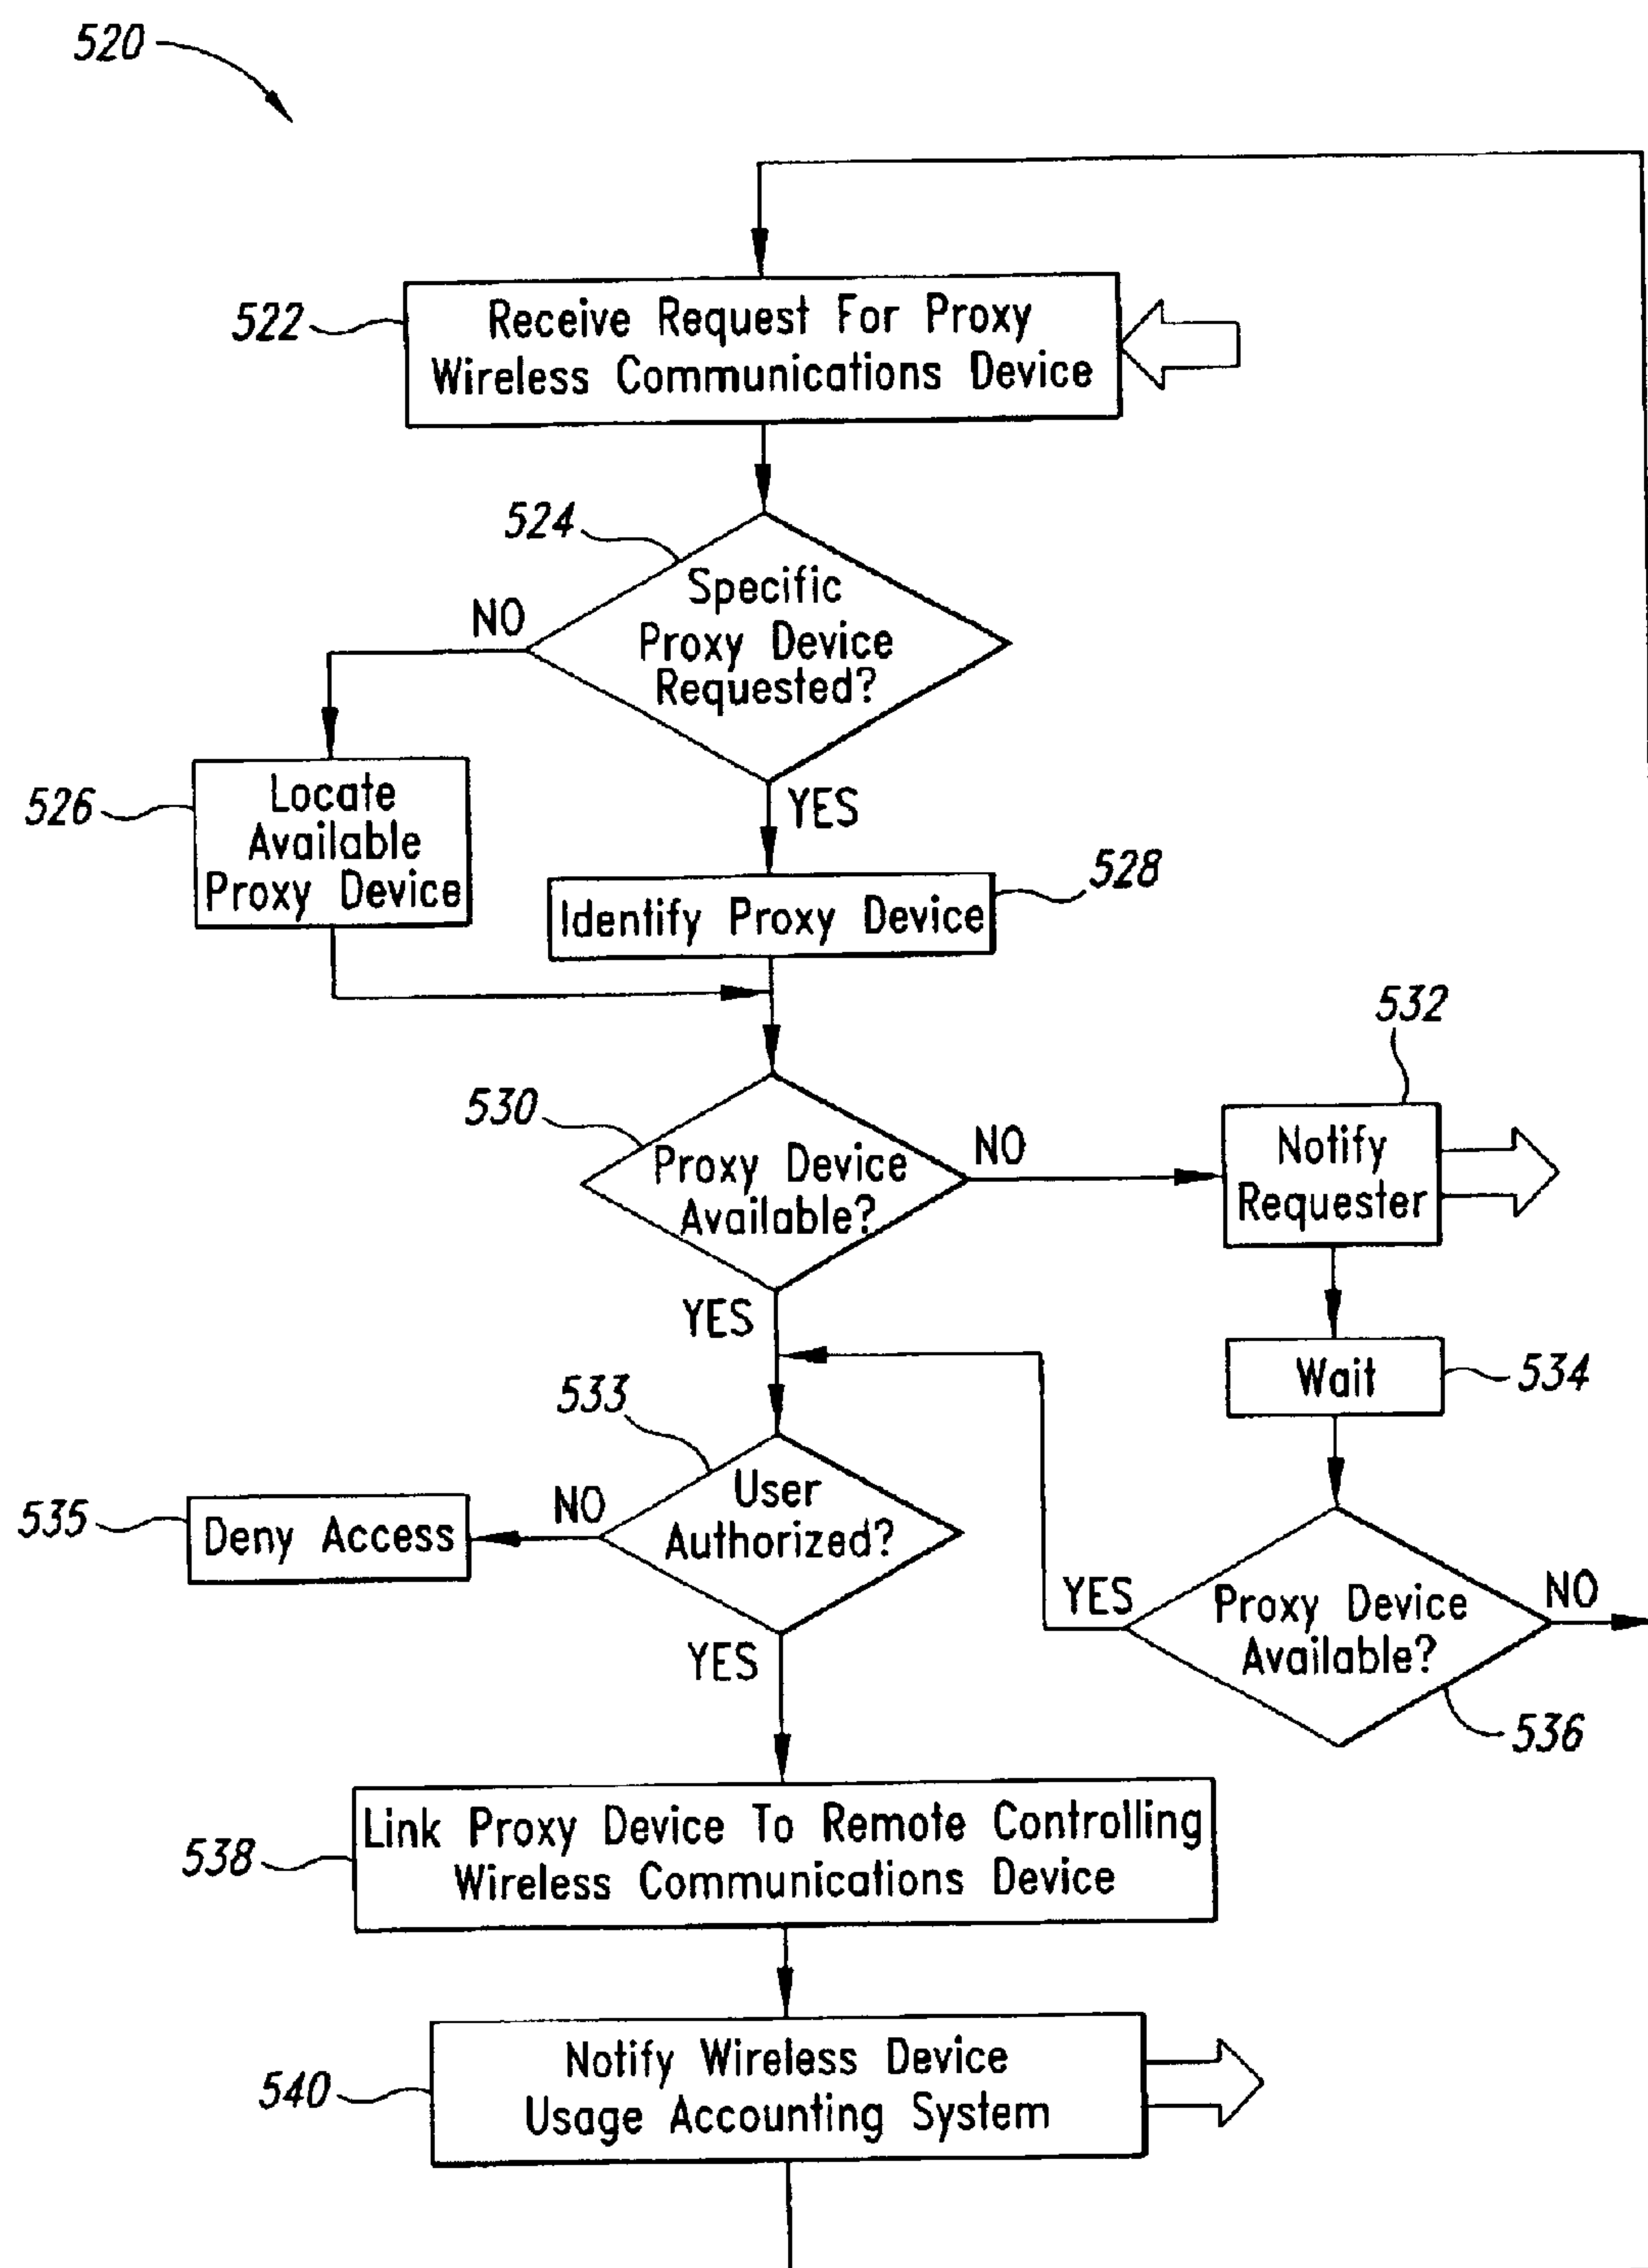 520
522
Receive Request For Proxy
Wireless Communications Device
524
Specific
Proxy Device
Requested?
NO
YES
526
Locate
Available
Proxy Device
528
Identify Proxy Device
530
Proxy Device
Available?
NO
YES
532
Notify
Requester
534
Wait
533
User
Authorized?
NO
YES
535
Deny Access
536
Proxy Device
Available?
YES
NO
538
Link Proxy Device To Remote Controlling
Wireless Communications Device
540
Notify Wireless Device
Usage Accounting System